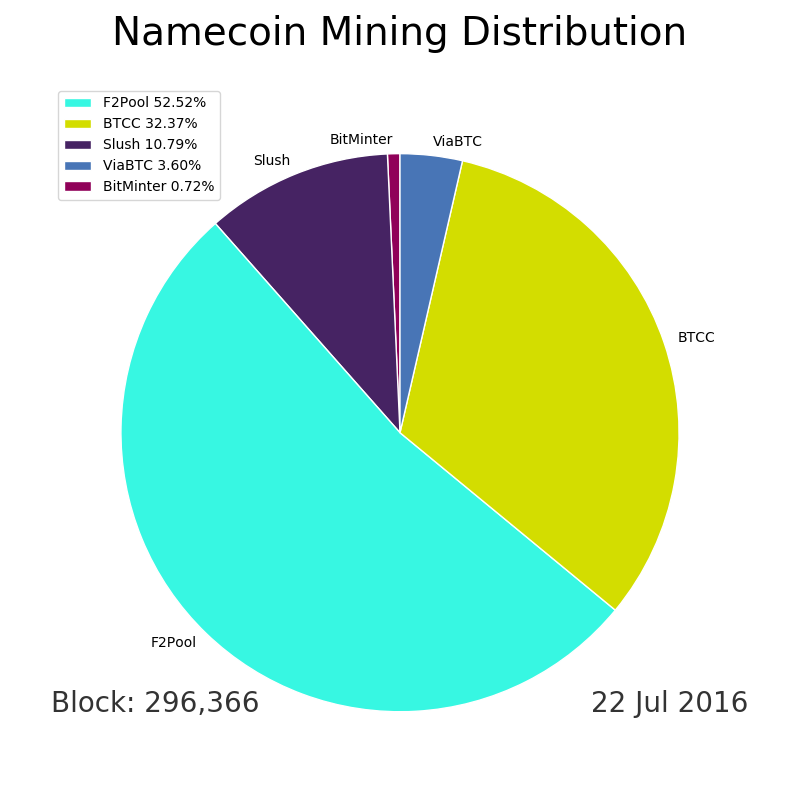 Namecoin Mining Distribution
F2Pool 52.52%
BTCC 32.37%
Slush 10.79%
ViaBTC 3.60%
BitMinter 0.72%
BitMinter
ViaBTC
Slush
BTCC
F2Pool
Block: 296,366
22 Jul 2016